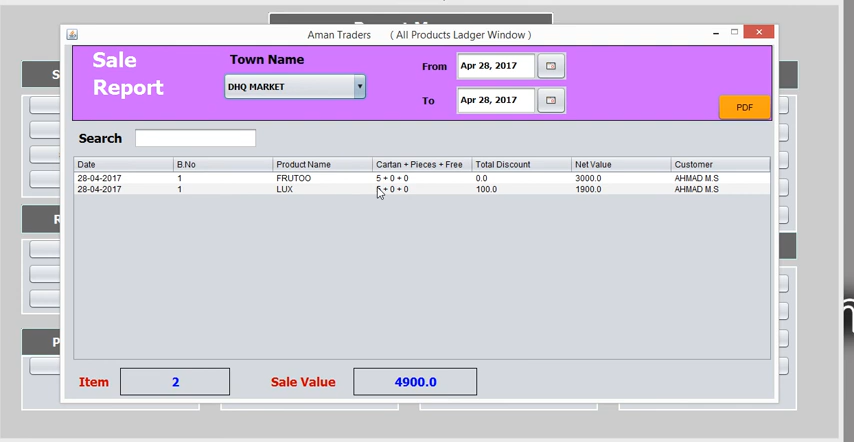 Aman Traders ( All Products Ladger Window )
Sale Report
Town Name
DHQ MARKET
From
Apr 28, 2017
To
Apr 28, 2017
PDF
Search
Date B.No Product Name Cartan + Pieces + Free Total Discount Net Value Customer
28-04-2017 1 FRUTOO 5 + 0 + 0 0.0 3000.0 AHMAD M.S
28-04-2017 1 LUX 5 + 0 + 0 100.0 1900.0 AHMAD M.S
Item 2 Sale Value 4900.0